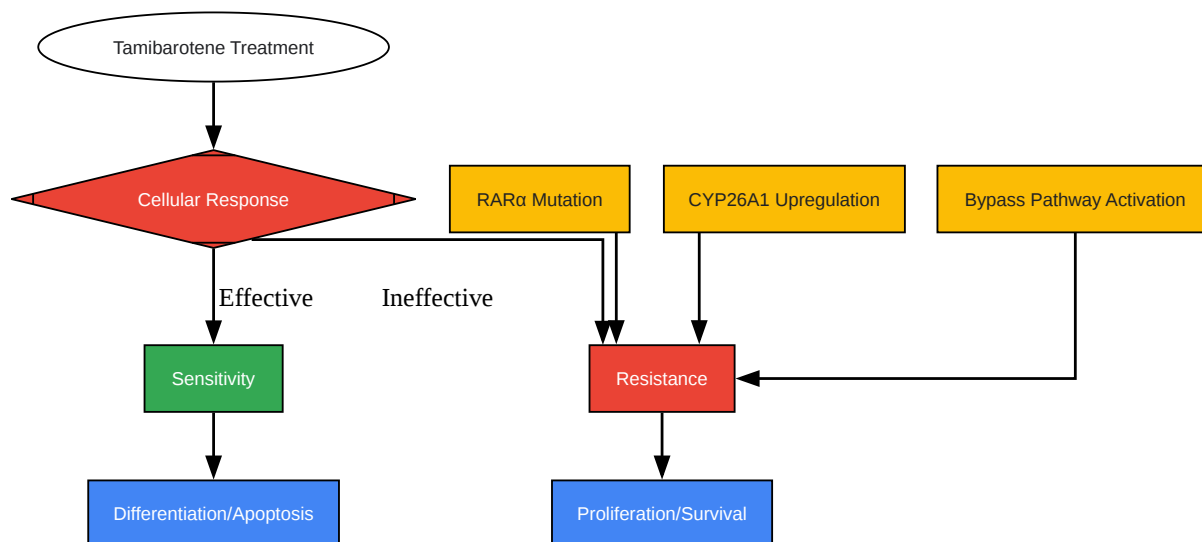 Tamibarotene Treatment
Cellular Response
RARα Mutation
CYP26A1 Upregulation
Bypass Pathway Activation
Effective
Ineffective
Sensitivity
Resistance
Differentiation/Apoptosis
Proliferation/Survival